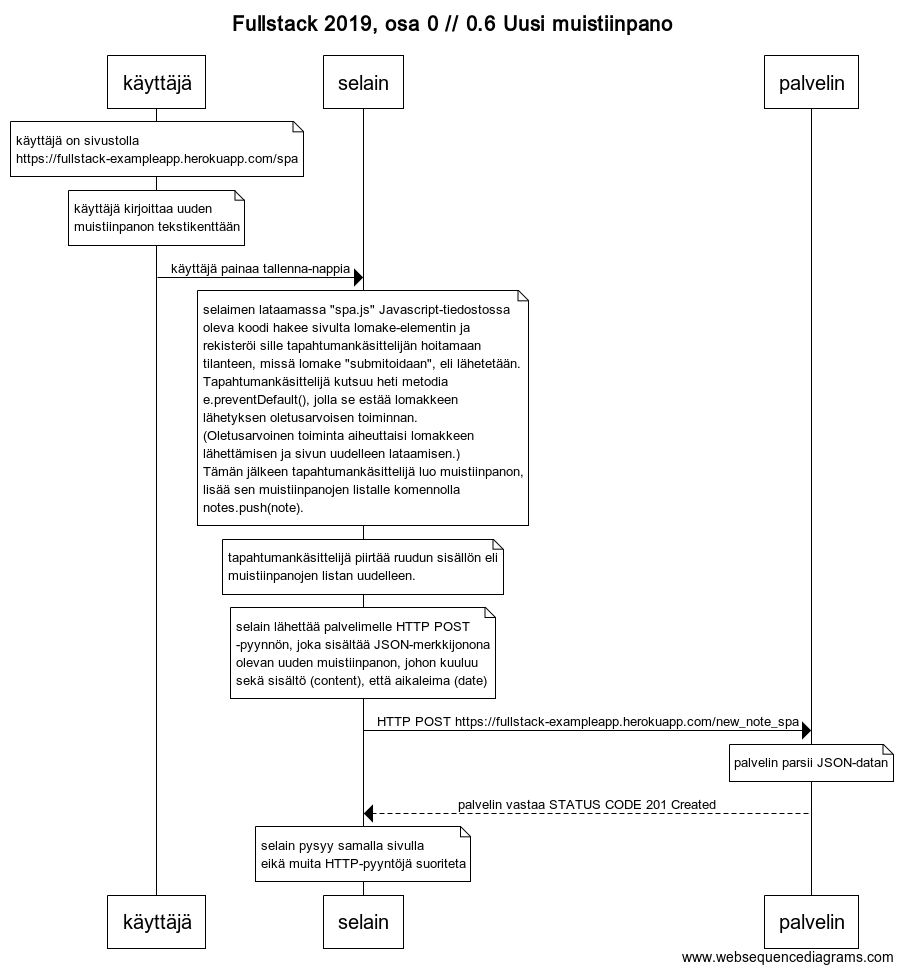 Fullstack 2019, osa 0 // 0.6 Uusi muistiinpano
käyttäjä
selain
palvelin
käyttäjä on sivustolla
https://fullstack-exampleapp.herokuapp.com/spa
käyttäjä kirjoittaa uuden
muistiinpanon tekstikenttään
käyttäjä painaa tallenna-nappia
selaimen lataamassa "spa.js" Javascript-tiedostossa
oleva koodi hakee sivulta lomake-elementin ja
rekisteröi sille tapahtumankäsittelijän hoitamaan
tilanteen, missä lomake "submitoidaan", eli lähetetään.
Tapahtumankäsittelijä kutsuu heti metodia
e.preventDefault(), jolla se estää lomakkeen
lähetyksen oletusarvoisen toiminnan.
(Oletusarvoinen toiminta aiheuttaisi lomakkeen
lähettämisen ja sivun uudelleen lataamisen.)
Tämän jälkeen tapahtumankäsittelijä luo muistiinpanon,
lisää sen muistiinpanojen listalle komennolla
notes.push(note).
tapahtumankäsittelijä piirtää ruudun sisällön eli
muistiinpanojen listan uudelleen.
selain lähettää palvelimelle HTTP POST
-pyynnön, joka sisältää JSON-merkkijonona
olevan uuden muistiinpanon, johon kuuluu
sekä sisältö (content), että aikaleima (date)
HTTP POST https://fullstack-exampleapp.herokuapp.com/new_note_spa
palvelin parsii JSON-datan
palvelin vastaa STATUS CODE 201 Created
selain pysyy samalla sivulla
eikä muita HTTP-pyyntöjä suoriteta
käyttäjä
selain
palvelin
www.websequencediagrams.com